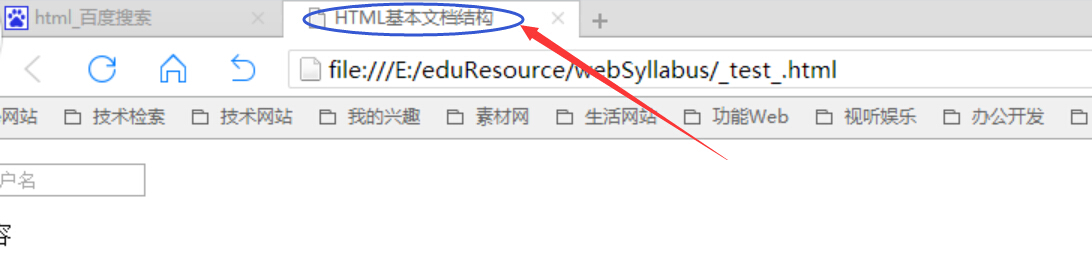 html_百度搜索
HTML基本文档结构
file:///E:/eduResource/webSyllabus/_test_.html
网站 技术检索 技术网站 我的兴趣 素材网 生活网站 功能Web 视听娱乐 办公开发
户名
容